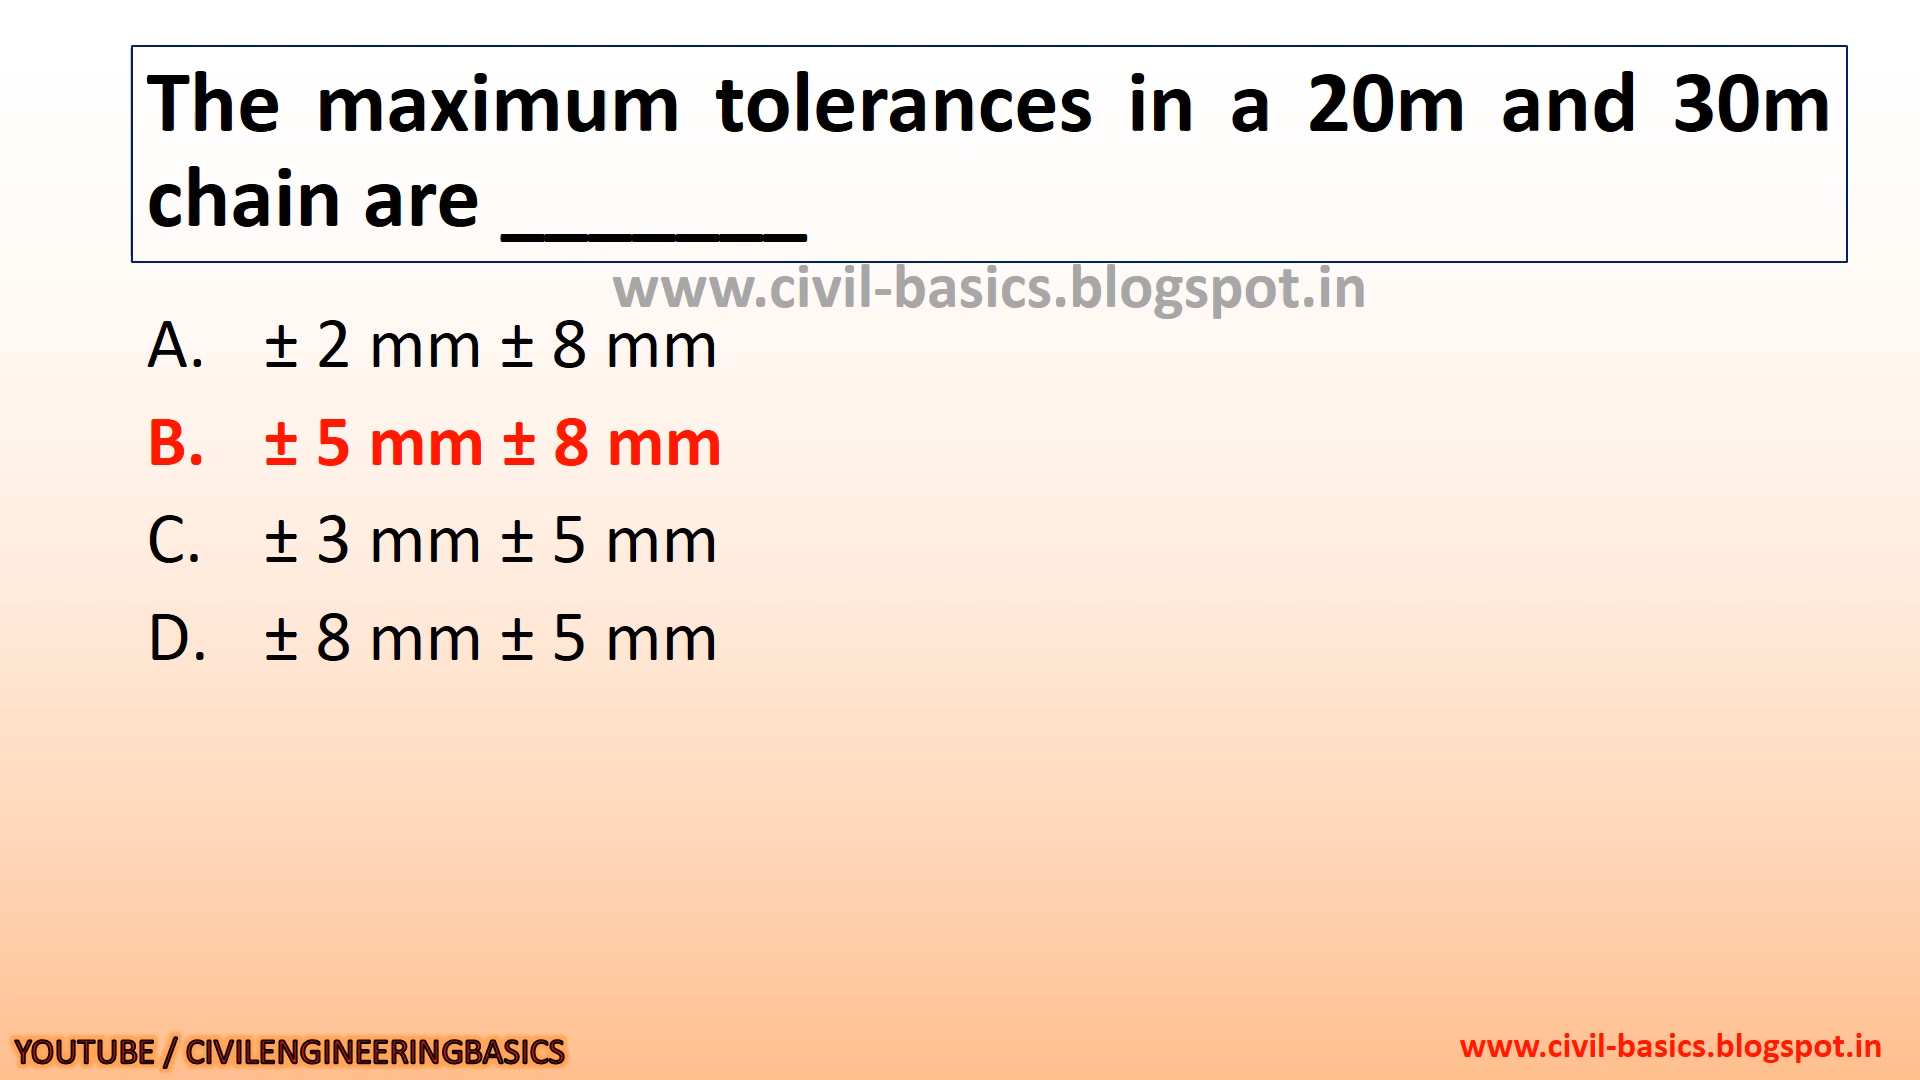 The maximum tolerances in a 20m and 30m
chain are _______
www.civil-basics.blogspot.in
A. ± 2 mm ± 8 mm
B. ± 5 mm ± 8 mm
C. ± 3 mm ± 5 mm
D. ± 8 mm ± 5 mm
YOUTUBE / CIVILENGINEERINGBASICS
www.civil-basics.blogspot.in